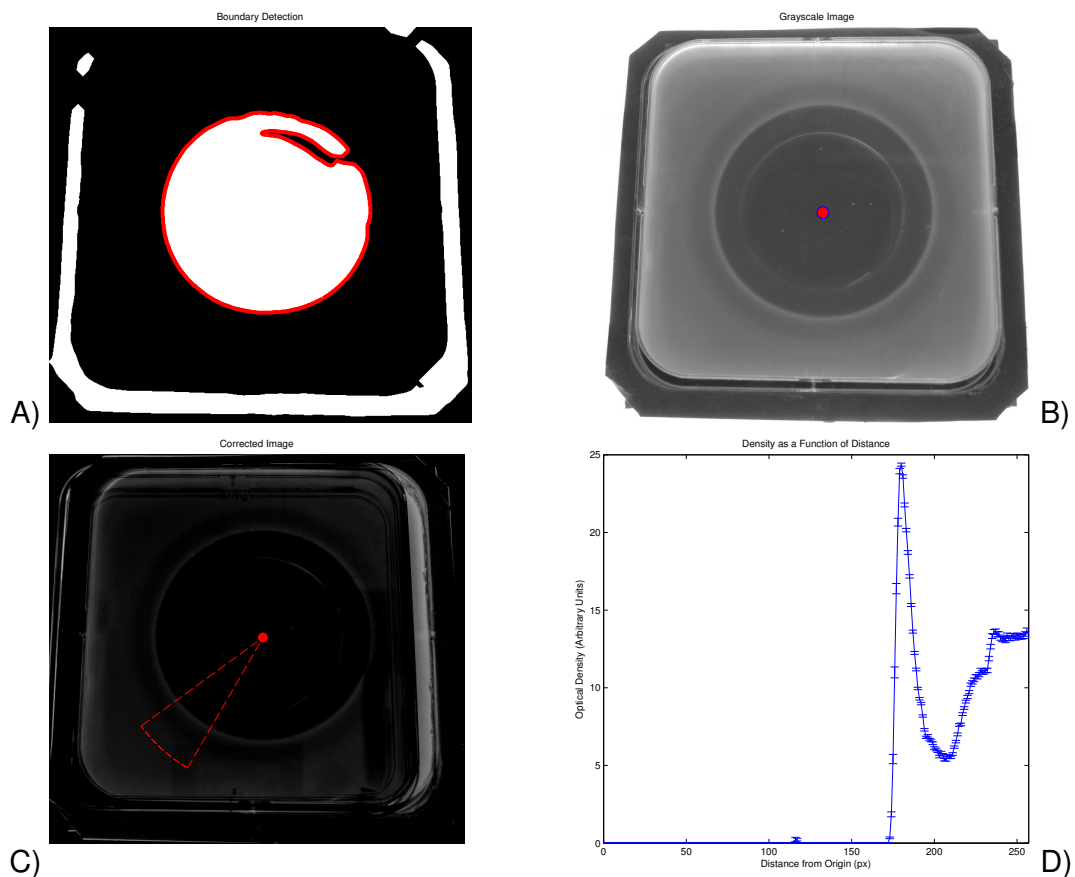 Boundary Detection
Grayscale Image
A)
B)
Corrected Image
Density as a Function of Distance
25
20
15
10
5
0
Optical Density (Arbitrary Units)
0 50 100 150 200 250
Distance from Origin (px)
C)
D)